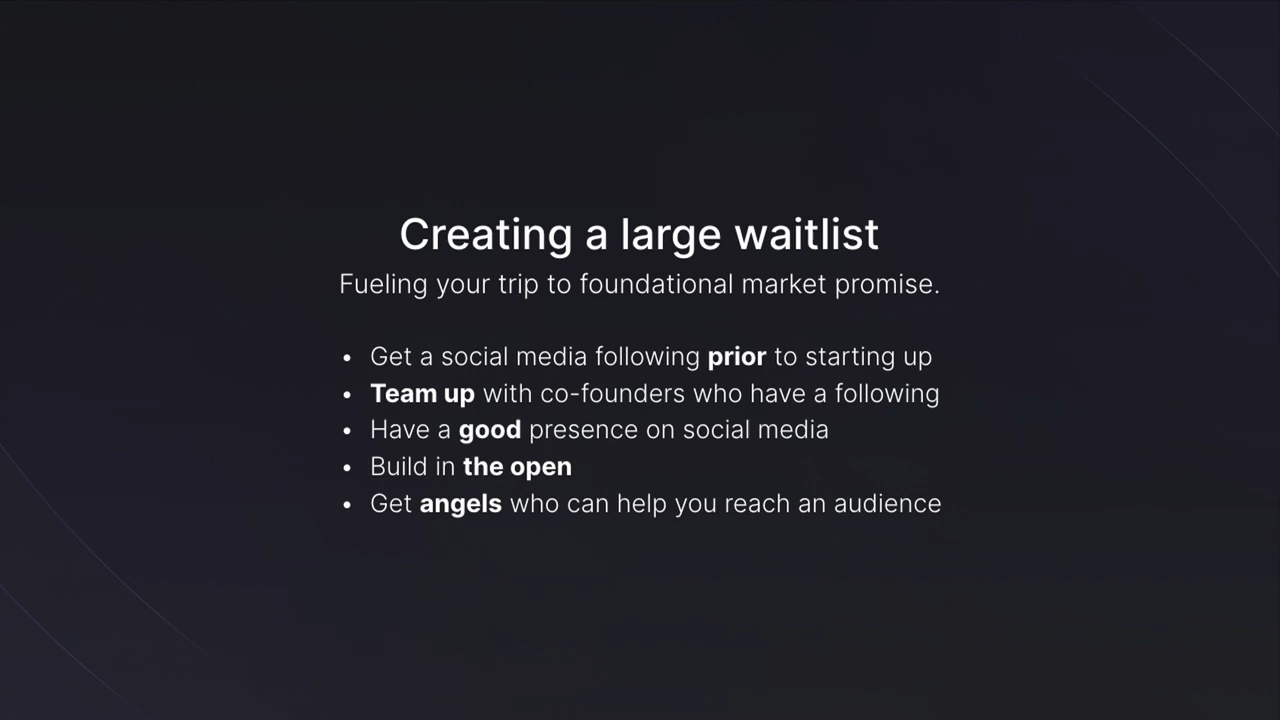 Creating a large waitlist
Fueling your trip to foundational market promise.
• Get a social media following prior to starting up
• Team up with co-founders who have a following
• Have a good presence on social media
• Build in the open
• Get angels who can help you reach an audience